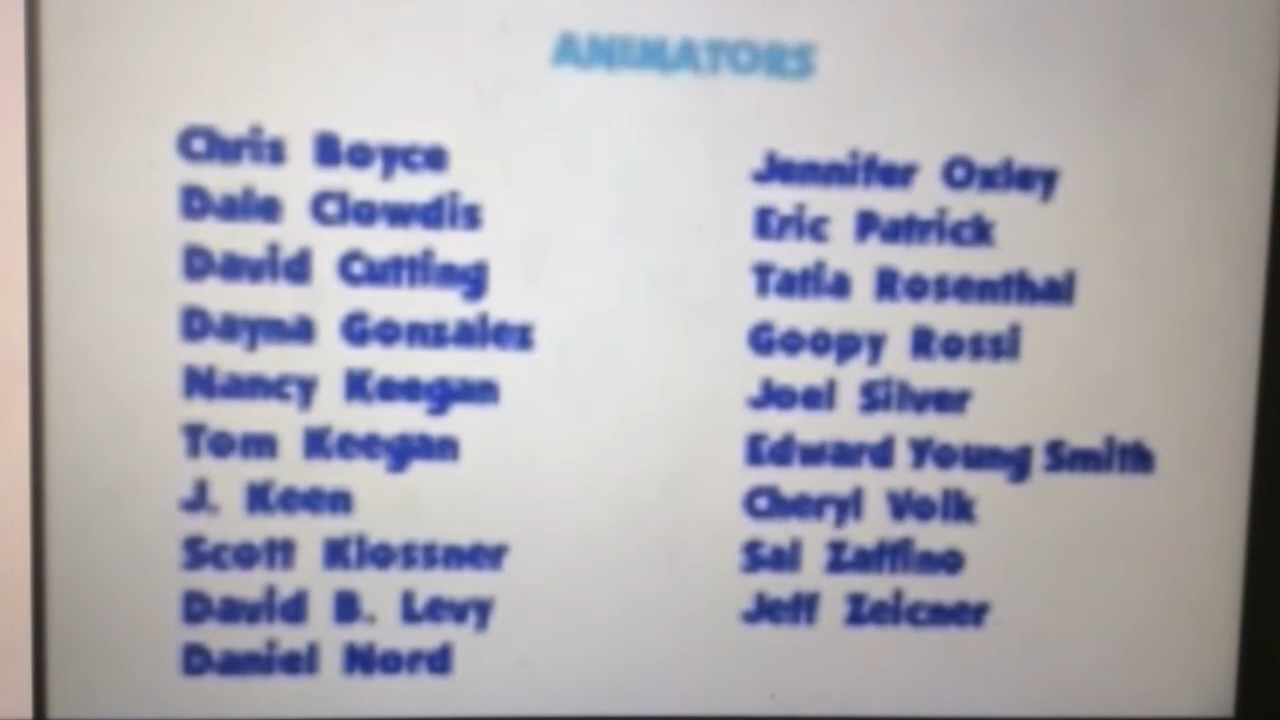 ANIMATORS
Chris Boyce
Dale Clowdis
David Cutting
Dayna Gonzalez
Nancy Keegan
Tom Keegan
J. Keen
Scott Klossner
David B. Levy
Daniel Nord
Jennifer Oxley
Eric Patrick
Tatia Rosenthal
Goopy Rossi
Joel Silver
Edward Young Smith
Cheryl Volk
Sal Zaffino
Jeff Zeicner